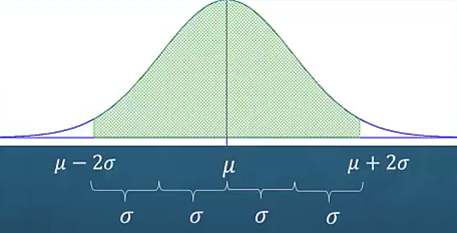 μ − 2σ μ μ + 2σ
σ σ σ σ